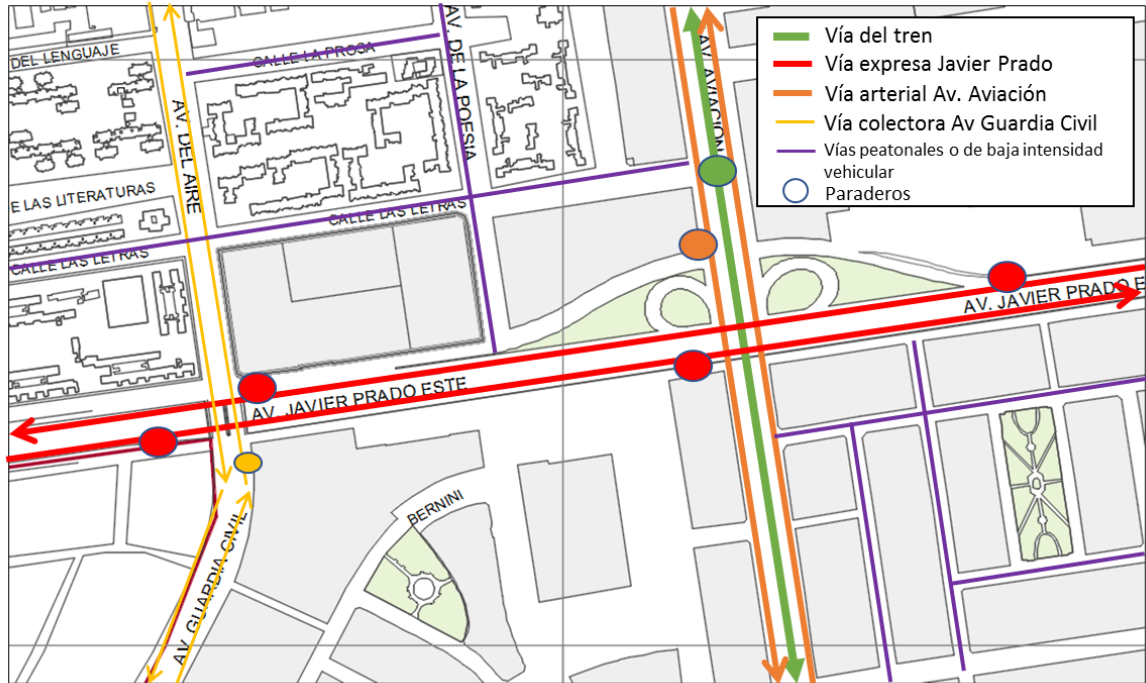 DEL LENGUAJE
CALLE LA PROSA
AV. DE LA POESIA
AV. AVIACION
AV. DEL AIRE
E LAS LITERATURAS
CALLE LAS LETRAS
CALLE LAS LETRAS
AV. JAVIER PRADO E
AV. JAVIER PRADO ESTE
BERNINI
AV. GUARDIA CIVIL
Vía del tren
Vía expresa Javier Prado
Vía arterial Av. Aviación
Vía colectora Av Guardia Civil
Vías peatonales o de baja intensidad
vehicular
Paraderos